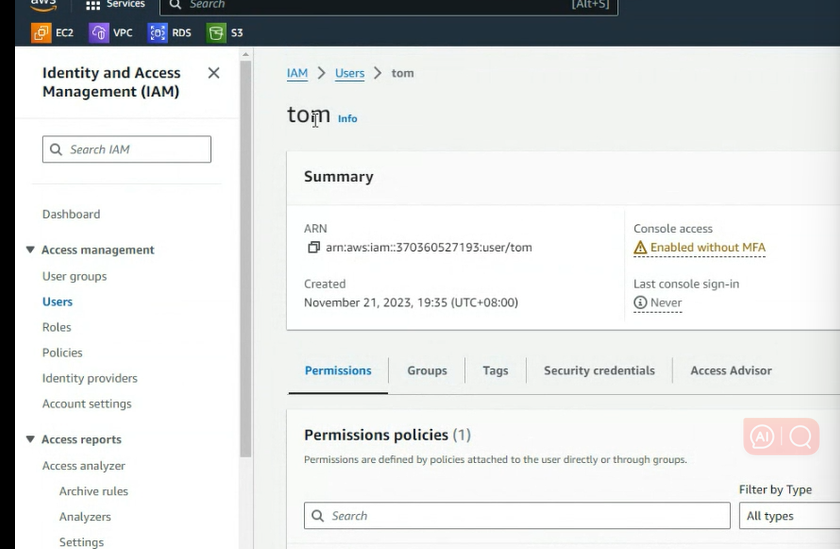 aws
Services
Search
[Alt+S]
EC2 VPC RDS S3
Identity and Access
Management (IAM)
Search IAM
Dashboard
Access management
User groups
Users
Roles
Policies
Identity providers
Account settings
Access reports
Access analyzer
Archive rules
Analyzers
Settings
IAM > Users > tom
tom Info
Summary
ARN
arn:aws:iam::370360527193:user/tom
Created
November 21, 2023, 19:35 (UTC+08:00)
Console access
Enabled without MFA
Last console sign-in
Never
Permissions Groups Tags Security credentials Access Advisor
Permissions policies (1)
Permissions are defined by policies attached to the user directly or through groups.
AI
Search
Filter by Type
All types